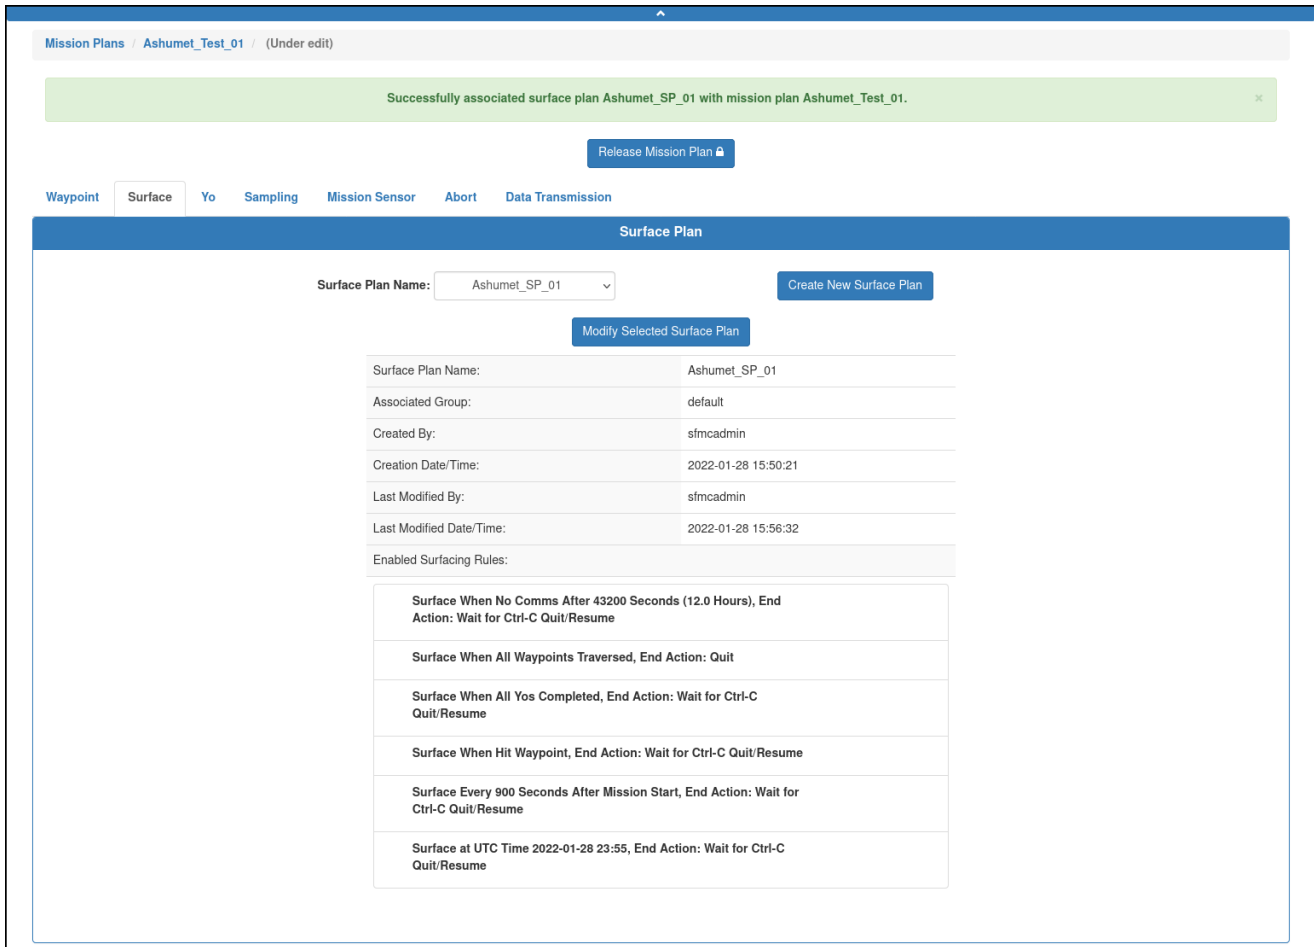 Mission Plans / Ashumet_Test_01 / (Under edit)
Successfully associated surface plan Ashumet_SP_01 with mission plan Ashumet_Test_01. ×
Release Mission Plan
Waypoint Surface Yo Sampling Mission Sensor Abort Data Transmission
Surface Plan
Surface Plan Name: Ashumet_SP_01 Create New Surface Plan
Modify Selected Surface Plan
Surface Plan Name: Ashumet_SP_01
Associated Group: default
Created By: sfmcadmin
Creation Date/Time: 2022-01-28 15:50:21
Last Modified By: sfmcadmin
Last Modified Date/Time: 2022-01-28 15:56:32
Enabled Surfacing Rules:
Surface When No Comms After 43200 Seconds (12.0 Hours), End
Action: Wait for Ctrl-C Quit/Resume
Surface When All Waypoints Traversed, End Action: Quit
Surface When All Yos Completed, End Action: Wait for Ctrl-C
Quit/Resume
Surface When Hit Waypoint, End Action: Wait for Ctrl-C Quit/Resume
Surface Every 900 Seconds After Mission Start, End Action: Wait for
Ctrl-C Quit/Resume
Surface at UTC Time 2022-01-28 23:55, End Action: Wait for Ctrl-C
Quit/Resume